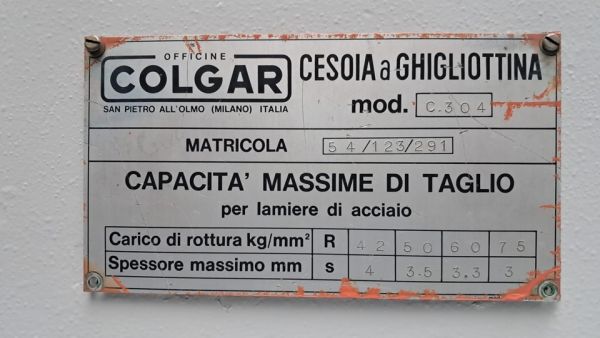 OFFICINE
COLGAR
SAN PIETRO ALL'OLMO (MILANO) ITALIA
CESOIA a GHIGLIOTTINA
mod. C.304
MATRICOLA 54/123/291
CAPACITA' MASSIME DI TAGLIO
per lamiere di acciaio
Carico di rottura kg/mm² R 42 50 60 75
Spessore massimo mm s 4 3.5 3.3 3